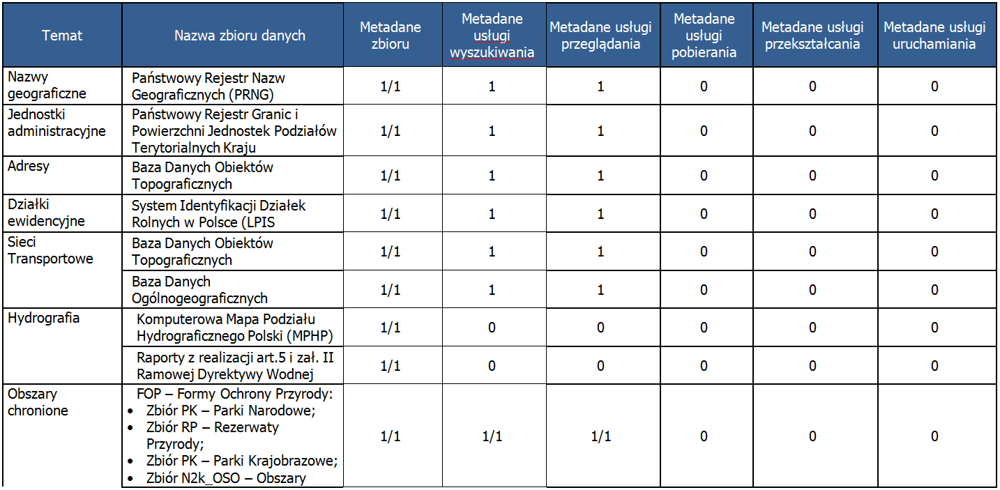 Temat
Nazwa zbioru danych
Metadane
zbioru
Metadane
usługi
wyszukiwania
Metadane usługi
przeglądania
Metadane
usługi
pobierania
Metadane usługi
przekształcania
Metadane usługi
uruchamiania
Nazwy
geograficzne
Państwowy Rejestr Nazw
Geograficznych (PRNG)
1/1
1
1
0
0
0
Jednostki
administracyjne
Państwowy Rejestr Granic i
Powierzchni Jednostek Podziałów
Terytorialnych Kraju
1/1
1
1
0
0
0
Adresy
Baza Danych Obiektów
Topograficznych
1/1
1
1
0
0
0
Działki
ewidencyjne
System Identyfikacji Działek
Rolnych w Polsce (LPIS
1/1
1
1
0
0
0
Sieci
Transportowe
Baza Danych Obiektów
Topograficznych
1/1
1
1
0
0
0
Baza Danych
Ogólnogeograficznych
1/1
1
1
0
0
0
Hydrografia
Komputerowa Mapa Podziału
Hydrograficznego Polski (MPHP)
1/1
0
0
0
0
0
Raporty z realizacji art.5 i zał. II
Ramowej Dyrektywy Wodnej
1/1
0
0
0
0
0
Obszary
chronione
FOP – Formy Ochrony Przyrody:
• Zbiór PK – Parki Narodowe;
• Zbiór RP – Rezerwaty
Przyrody;
• Zbiór PK – Parki Krajobrazowe;
• Zbiór N2k_OSO – Obszary
1/1
1/1
1/1
0
0
0